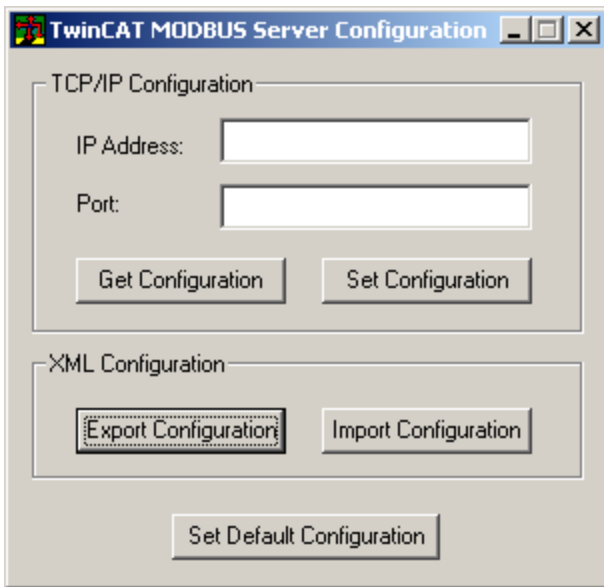 TwinCAT MODBUS Server Configuration
TCP/IP Configuration
IP Address:
Port:
Get Configuration Set Configuration
XML Configuration
Export Configuration Import Configuration
Set Default Configuration